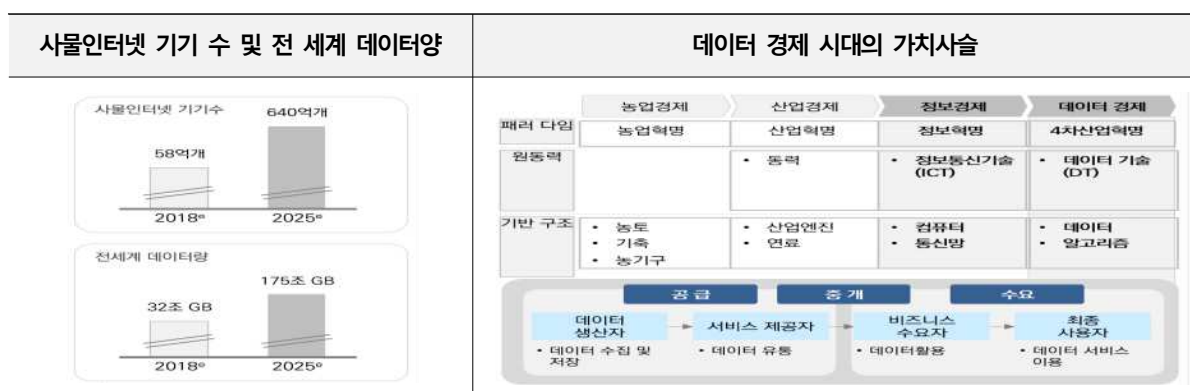 사물인터넷 기기 수 및 전 세계 데이터양
데이터 경제 시대의 가치사슬
사물인터넷 기기수
640억개
58억개
2018ᵉ 2025ᵉ
전세계 데이터량
175조 GB
32조 GB
2018ᵉ 2025ᵉ
농업경제 산업경제 정보경제 데이터 경제
패러 다임 농업혁명 산업혁명 정보혁명 4차산업혁명
원동력 • 동력 • 정보통신기술 • 데이터 기술
(ICT) (DT)
기반 구조 • 농토 • 산업엔진 • 컴퓨터 • 데이터
• 기축 • 연료 • 통신망 • 알고리즘
• 농기구
공급 중개 수요
데이터 서비스 제공자 비즈니스 최종
생산자 수요자 사용자
• 데이터 수집 및 • 데이터 유통 • 데이터활용 • 데이터 서비스
저장 이용